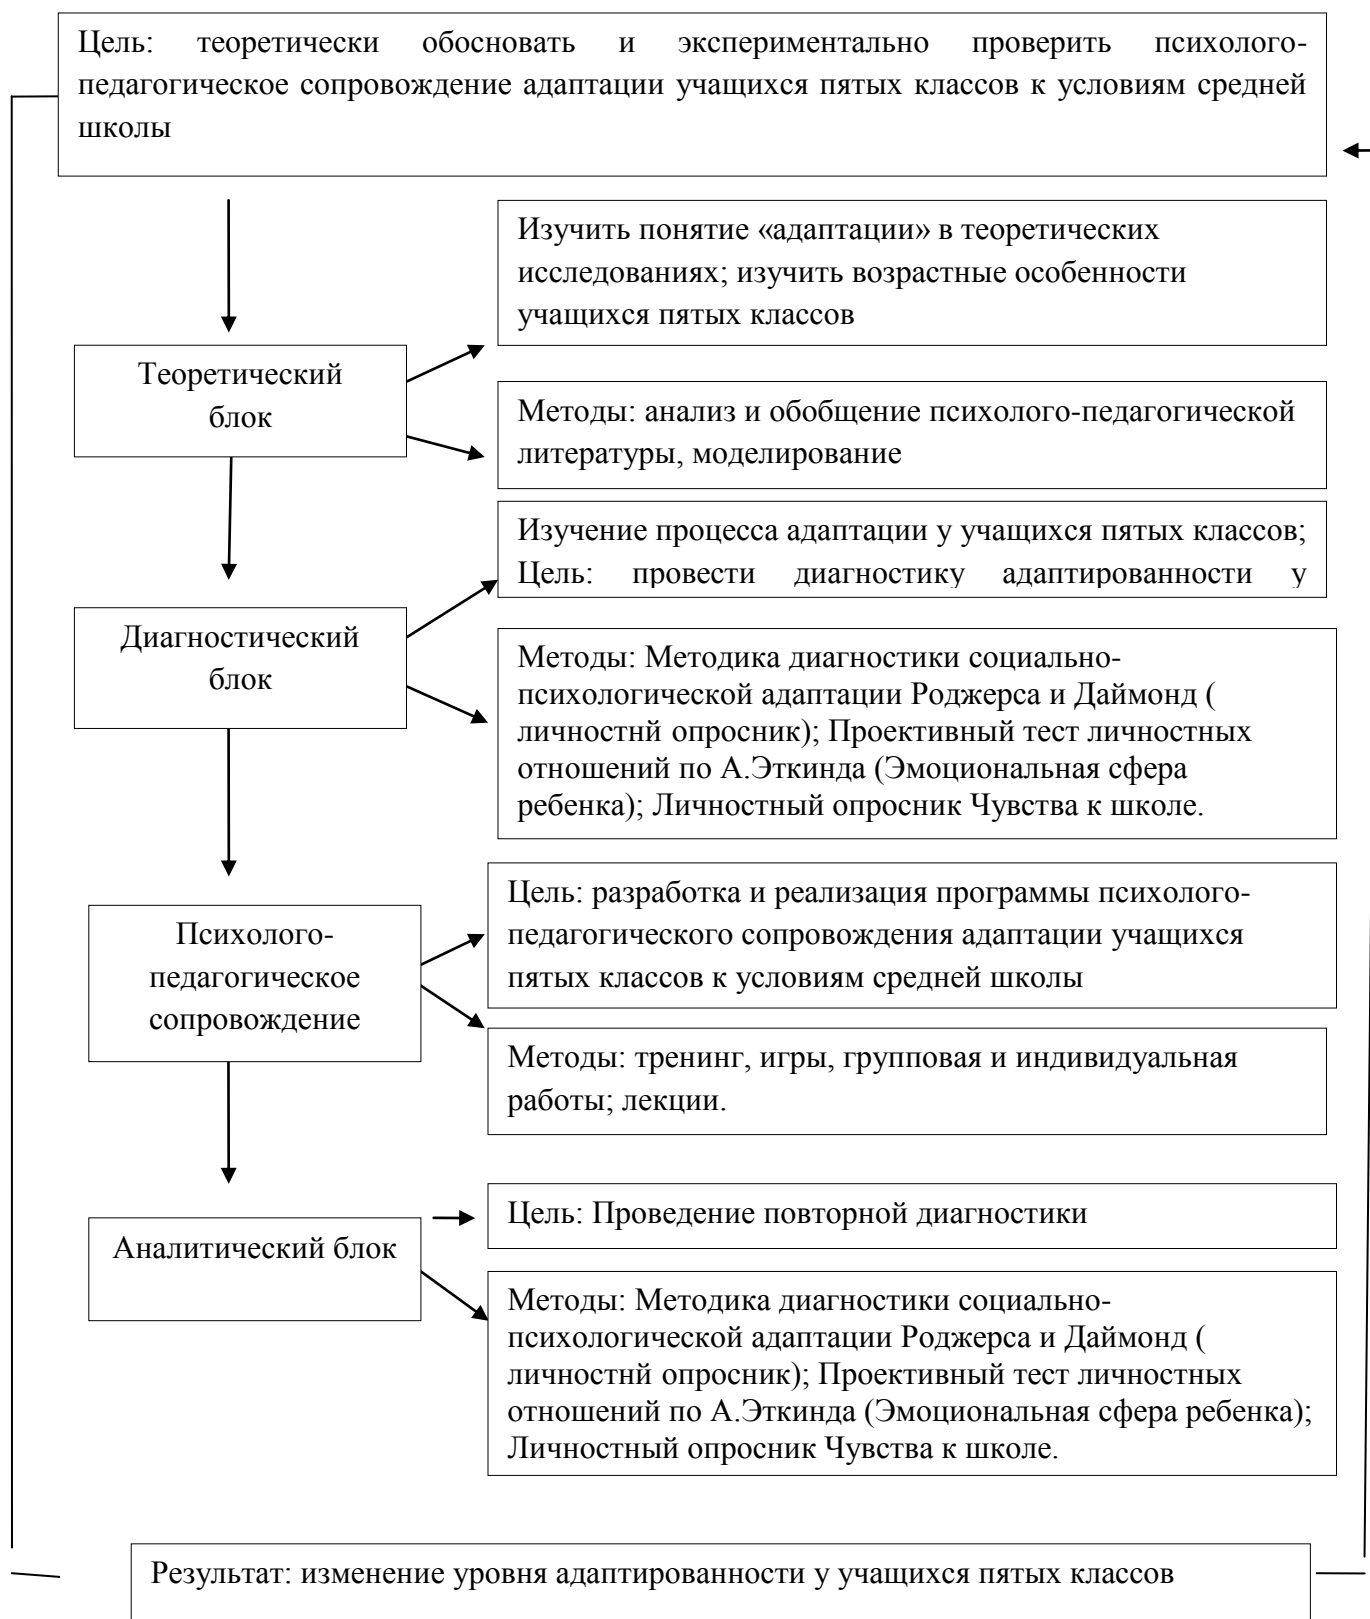 Цель: теоретически обосновать и экспериментально проверить психолого-
педагогическое сопровождение адаптации учащихся пятых классов к условиям средней
школы
Изучить понятие «адаптации» в теоретических
исследованиях; изучить возрастные особенности
учащихся пятых классов
Теоретический
блок
Методы: анализ и обобщение психолого-педагогической
литературы, моделирование
Изучение процесса адаптации у учащихся пятых классов;
Цель: провести диагностику адаптированности у
Диагностический
блок
Методы: Методика диагностики социально-
психологической адаптации Роджерса и Даймонд (
личностнй опросник); Проективный тест личностных
отношений по А.Эткинда (Эмоциональная сфера
ребенка); Личностный опросник Чувства к школе.
Цель: разработка и реализация программы психолого-
педагогического сопровождения адаптации учащихся
пятых классов к условиям средней школы
Психолого-
педагогическое
сопровождение
Методы: тренинг, игры, групповая и индивидуальная
работы; лекции.
Цель: Проведение повторной диагностики
Аналитический блок
Методы: Методика диагностики социально-
психологической адаптации Роджерса и Даймонд (
личностнй опросник); Проективный тест личностных
отношений по А.Эткинда (Эмоциональная сфера ребенка);
Личностный опросник Чувства к школе.
Результат: изменение уровня адаптированности у учащихся пятых классов